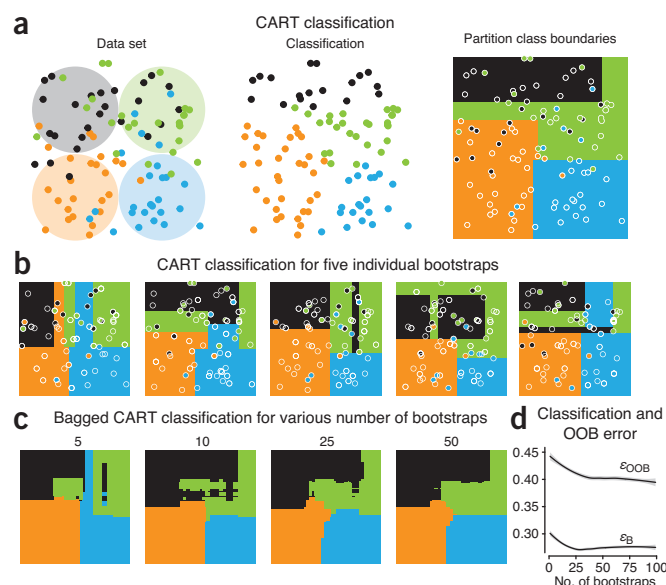 a
CART classification
Data set
Classification
Partition class boundaries
b
CART classification for five individual bootstraps
c
Bagged CART classification for various number of bootstraps
5
10
25
50
d
Classification and
OOB error
0.45
0.40
0.30
εOOB
εB
0
25
50
75
100
No. of bootstraps